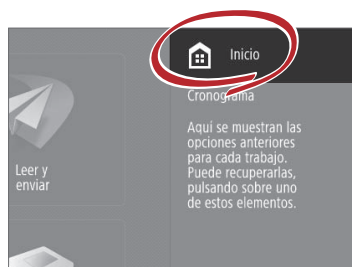 Inicio
Cronograma
Aquí se muestran las
opciones anteriores
para cada trabajo.
Puede recuperarlas,
pulsando sobre uno
de estos elementos.
Leer y
enviar